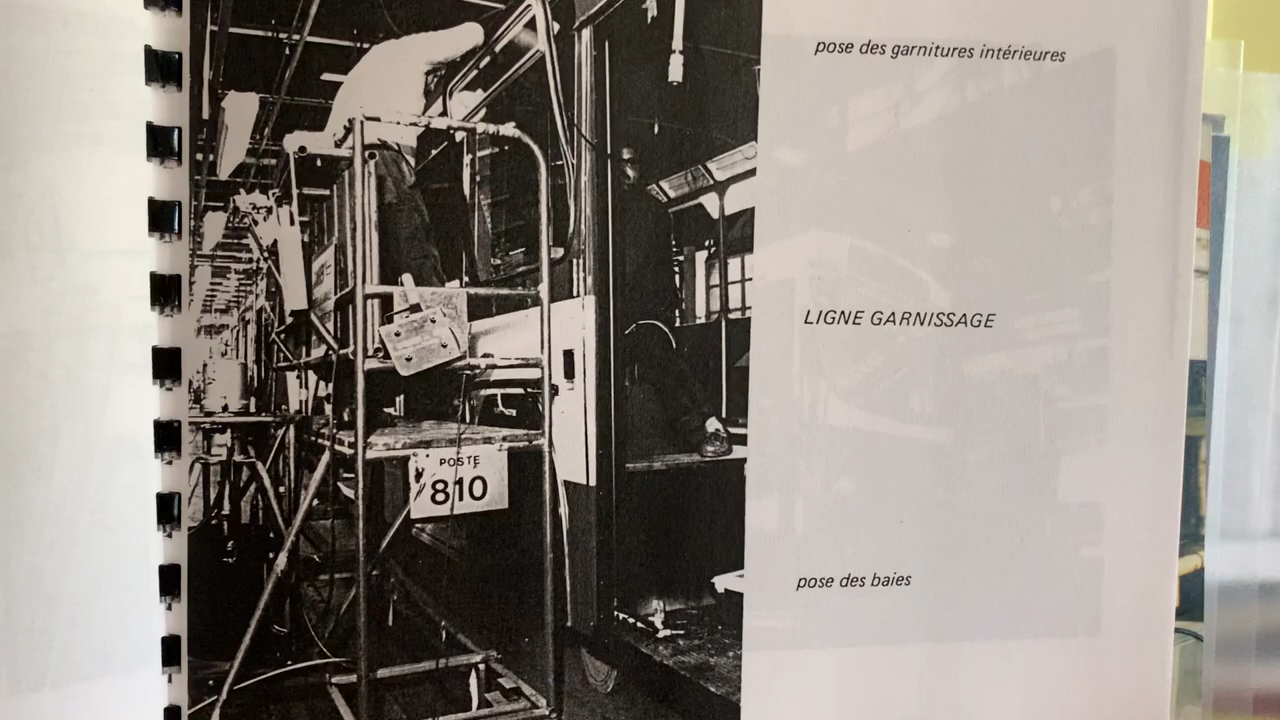 pose des garnitures intérieures
LIGNE GARNISSAGE
POSTE
810
pose des baies